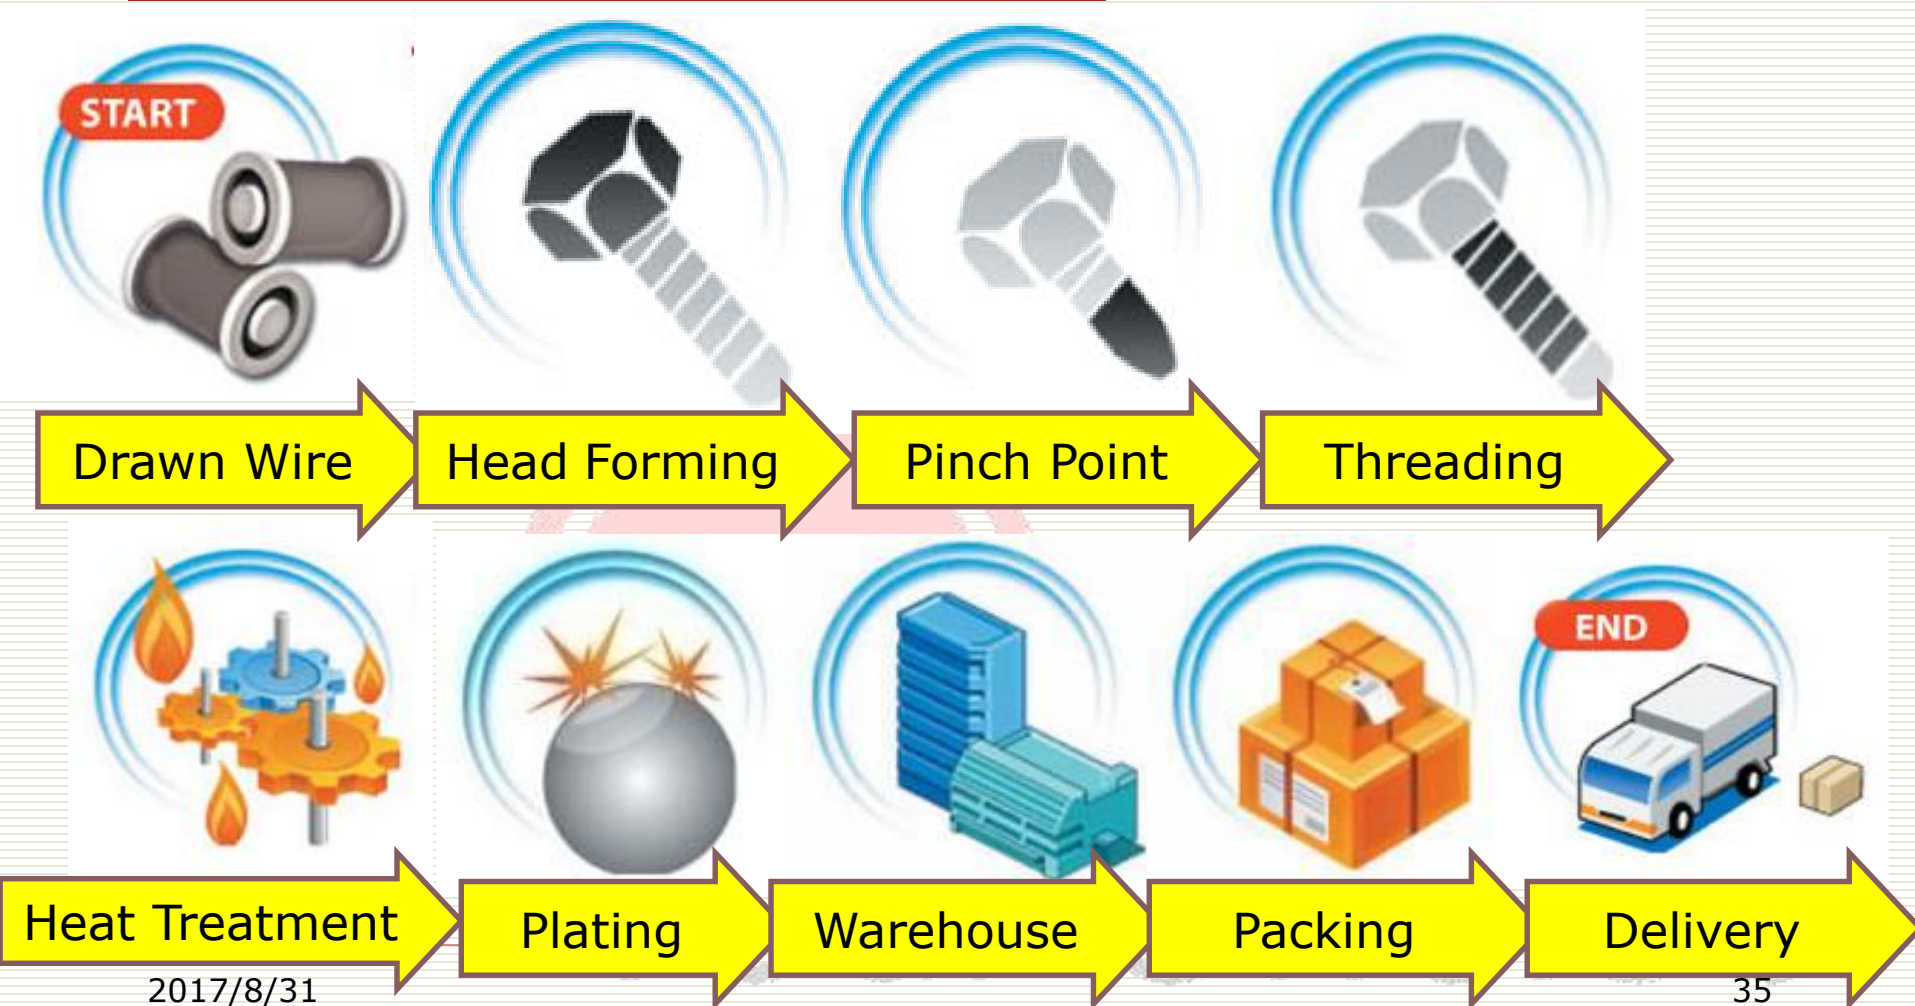 START
Drawn Wire
Head Forming
Pinch Point
Threading
END
Heat Treatment
Plating
Warehouse
Packing
Delivery
2017/8/31
35